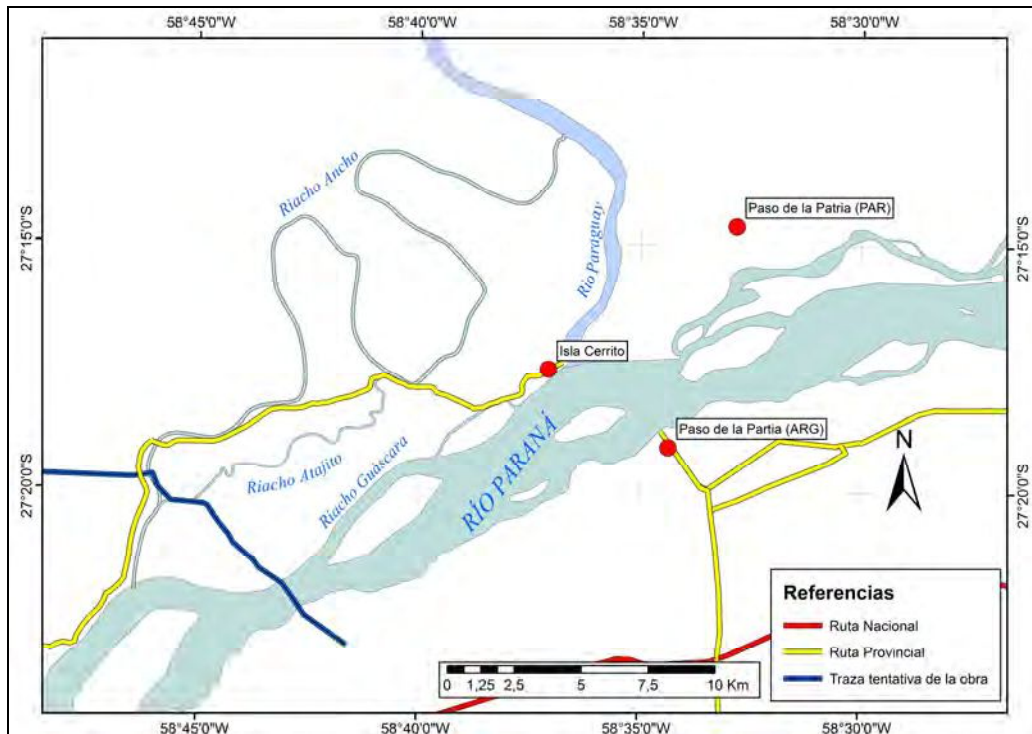 58°45'0"W 58°40'0"W 58°35'0"W 58°30'0"W
Riacho Ancho
Río Paraguay
Paso de la Patria (PAR)
27°15'0"S 27°15'0"S
Isla Cerrito
RÍO PARANÁ
Paso de la Partia (ARG)
Riacho Atajito
Riacho Guáscara
27°20'0"S 27°20'0"S
N
Referencias
Ruta Nacional
Ruta Provincial
Traza tentativa de la obra
0 1,25 2,5 5 7,5 10 Km
58°45'0"W 58°40'0"W 58°35'0"W 58°30'0"W